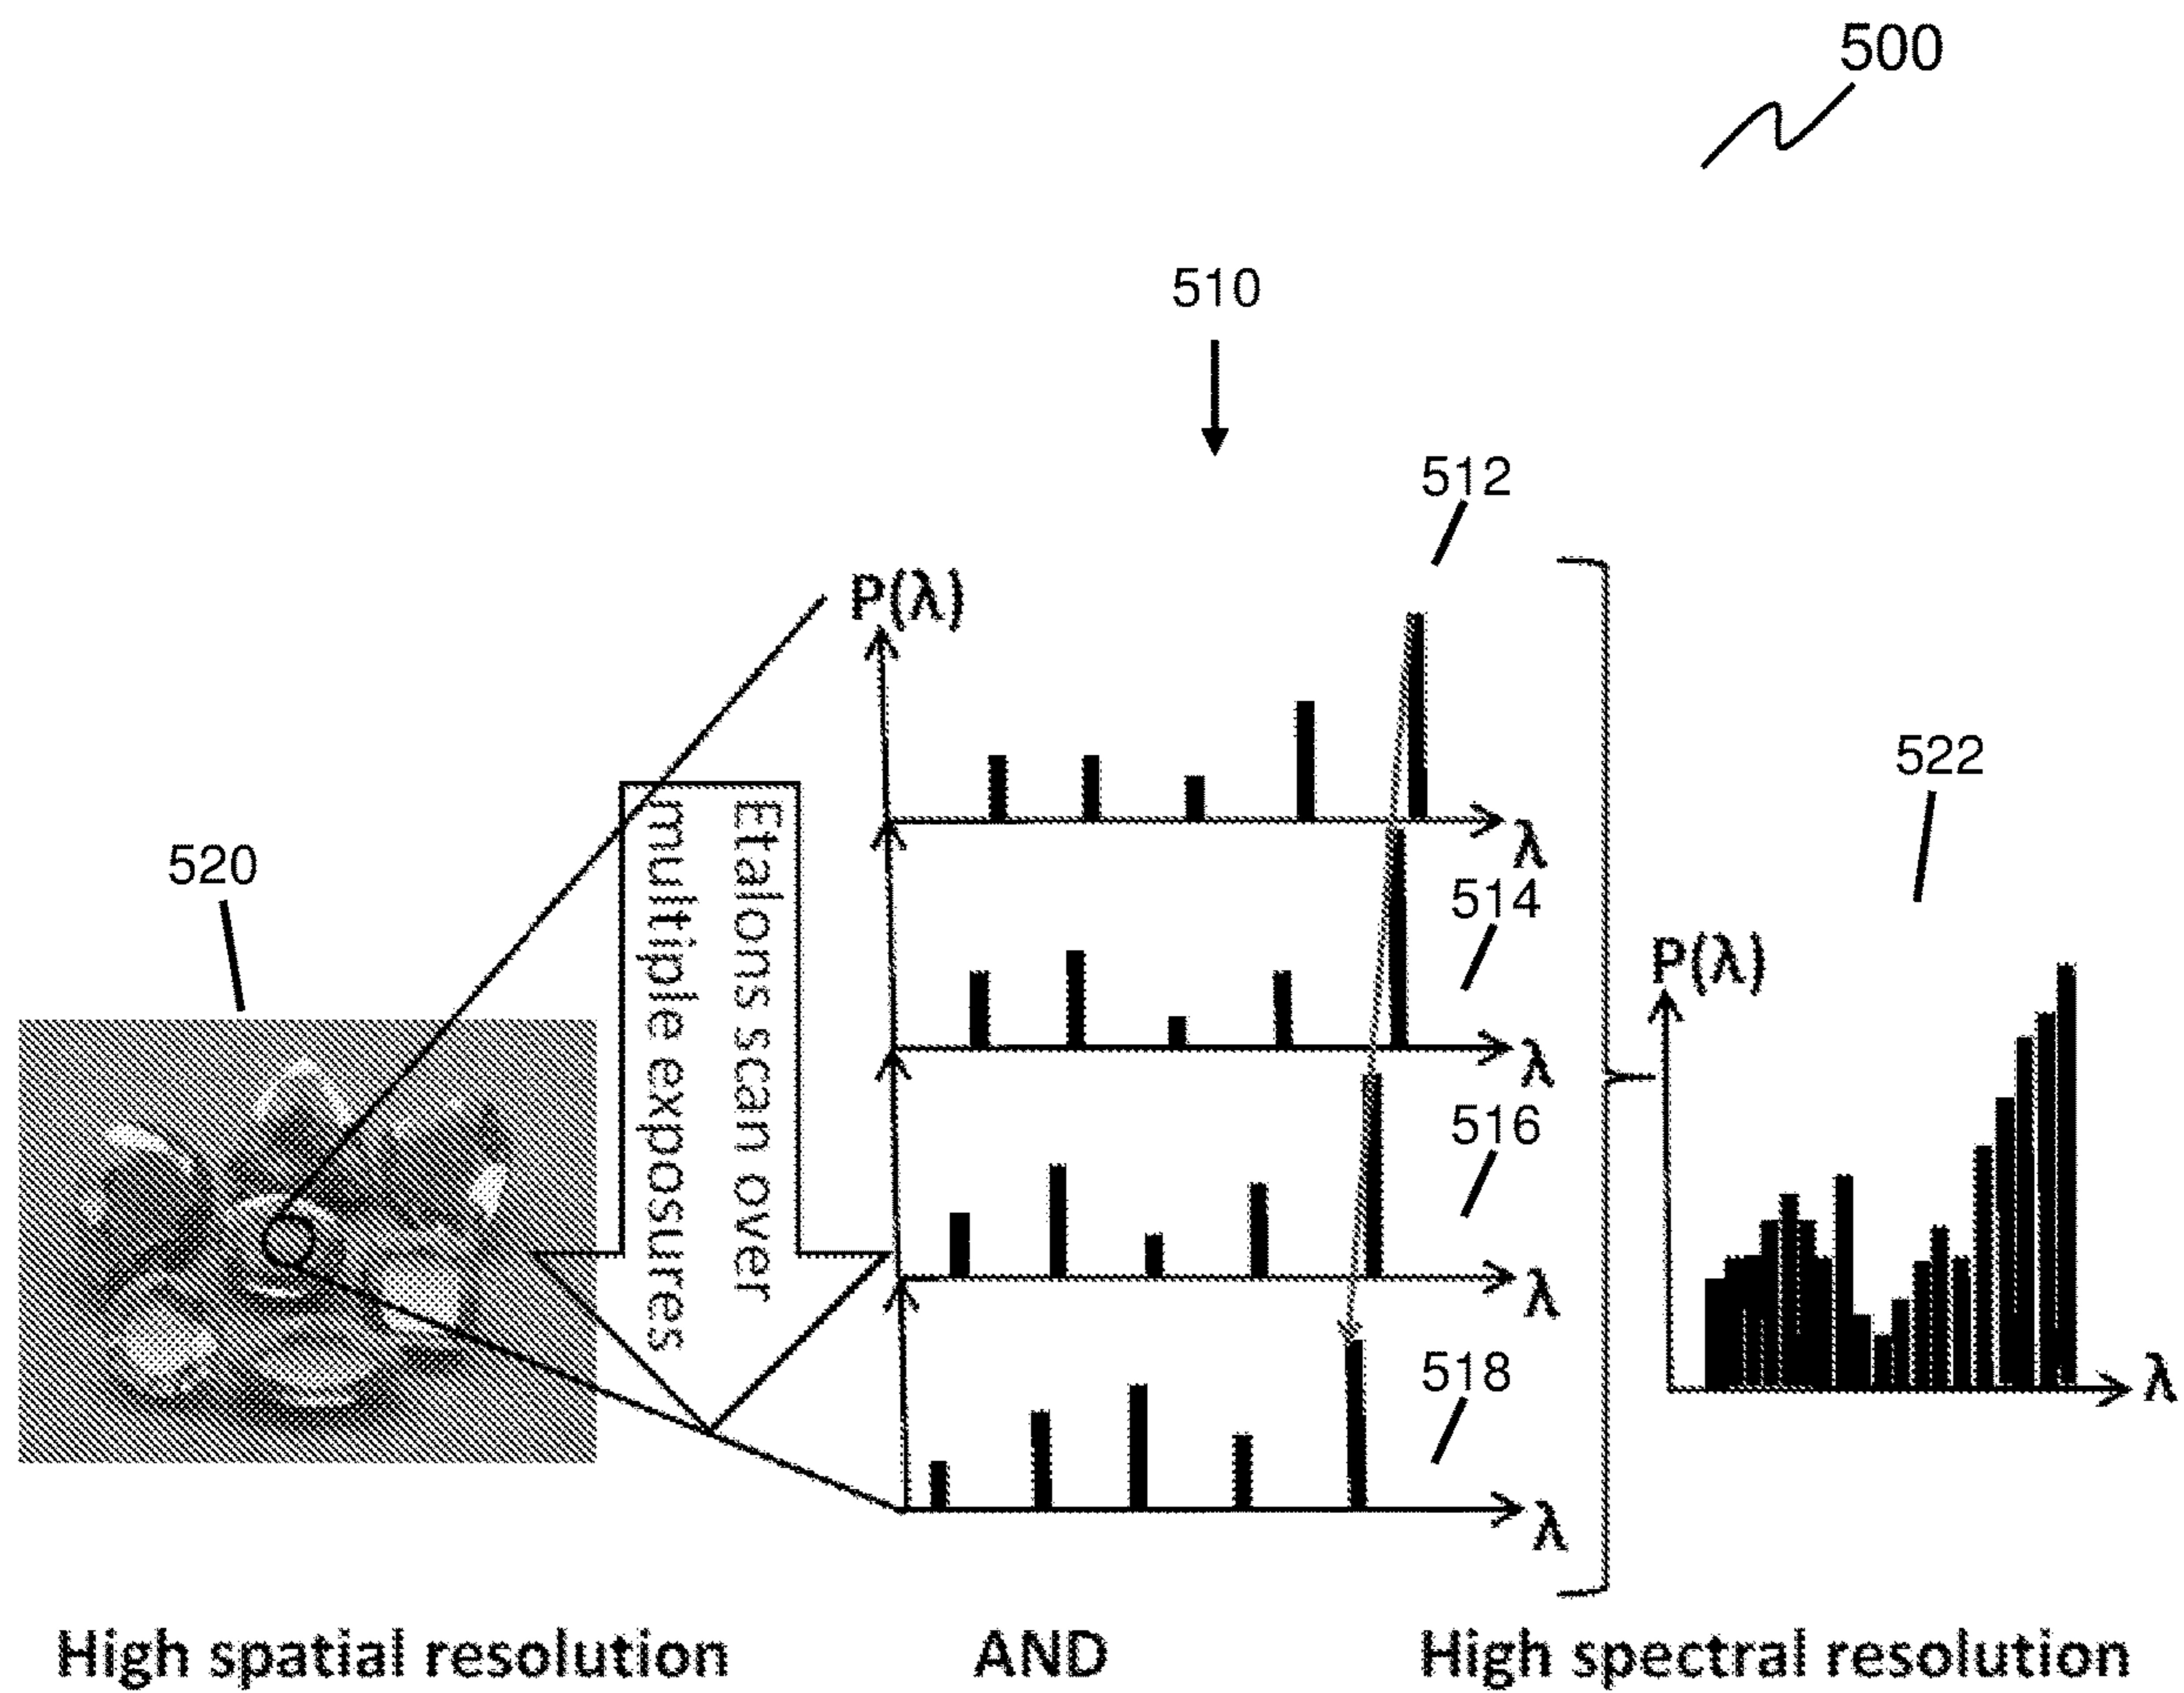 500
510
512
P(λ)
λ
522
520
514
P(λ)
Etalons scan over
multiple exposures
λ
516
λ
518
λ
λ
High spatial resolution AND High spectral resolution